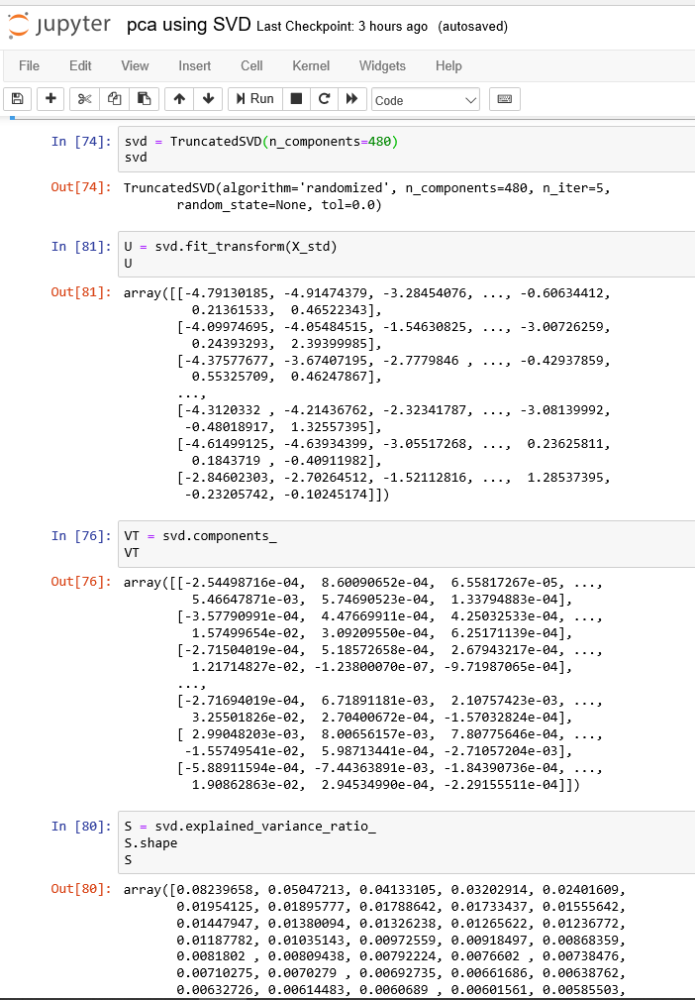 jupyter pca using SVD Last Checkpoint: 3 hours ago (autosaved)
File Edit View Insert Cell Kernel Widgets Help
Run Code
In [74]: svd = TruncatedSVD(n_components=480)
svd
Out[74]: TruncatedSVD(algorithm='randomized', n_components=480, n_iter=5,
random_state=None, tol=0.0)
In [81]: U = svd.fit_transform(X_std)
U
Out[81]: array([[-4.79130185, -4.91474379, -3.28454076, ..., -0.60634412,
0.21361533, 0.46522343],
[-4.09974695, -4.05484515, -1.54630825, ..., -3.00726259,
0.24393293, 2.39399985],
[-4.37577677, -3.67407195, -2.7779846 , ..., -0.42937859,
0.55325709, 0.46247867],
...,
[-4.3120332 , -4.21436762, -2.32341787, ..., -3.08139992,
-0.48018917, 1.32557395],
[-4.61499125, -4.63934399, -3.05517268, ..., 0.23625811,
0.1843719 , -0.40911982],
[-2.84602303, -2.70264512, -1.52112816, ..., 1.28537395,
-0.23205742, -0.10245174]])
In [76]: VT = svd.components_
VT
Out[76]: array([[-2.54498716e-04, 8.60090652e-04, 6.55817267e-05, ...,
5.46647871e-03, 5.74690523e-04, 1.33794883e-04],
[-3.57790991e-04, 4.47669911e-04, 4.25032533e-04, ...,
1.57499654e-02, 3.09209550e-04, 6.25171139e-04],
[-2.71504019e-04, 5.18572658e-04, 2.67943217e-04, ...,
1.21714827e-02, -1.23800070e-07, -9.71987065e-04],
...,
[-2.71694019e-04, 6.71891181e-03, 2.10757423e-03, ...,
3.25501826e-02, 2.70400672e-04, -1.57032824e-04],
[ 2.99048203e-03, 8.00656157e-03, 7.80775646e-04, ...,
-1.55749541e-02, 5.98713441e-04, -2.71057204e-03],
[-5.88911594e-04, -7.44363891e-03, -1.84390736e-04, ...,
1.90862863e-02, 2.94534990e-04, -2.29155511e-04]])
In [80]: S = svd.explained_variance_ratio_
S.shape
S
Out[80]: array([0.08239658, 0.05047213, 0.04133105, 0.03202914, 0.02401609,
0.01954125, 0.01895777, 0.01788642, 0.01733437, 0.01555642,
0.01447947, 0.01380094, 0.01326238, 0.01265622, 0.01236772,
0.01187782, 0.01035143, 0.00972559, 0.00918497, 0.00868359,
0.0081802 , 0.00809438, 0.00792224, 0.0076602 , 0.00738476,
0.00710275, 0.0070279 , 0.00692735, 0.00661686, 0.00638762,
0.00632726, 0.00614483, 0.0060689 , 0.00601561, 0.00585503,